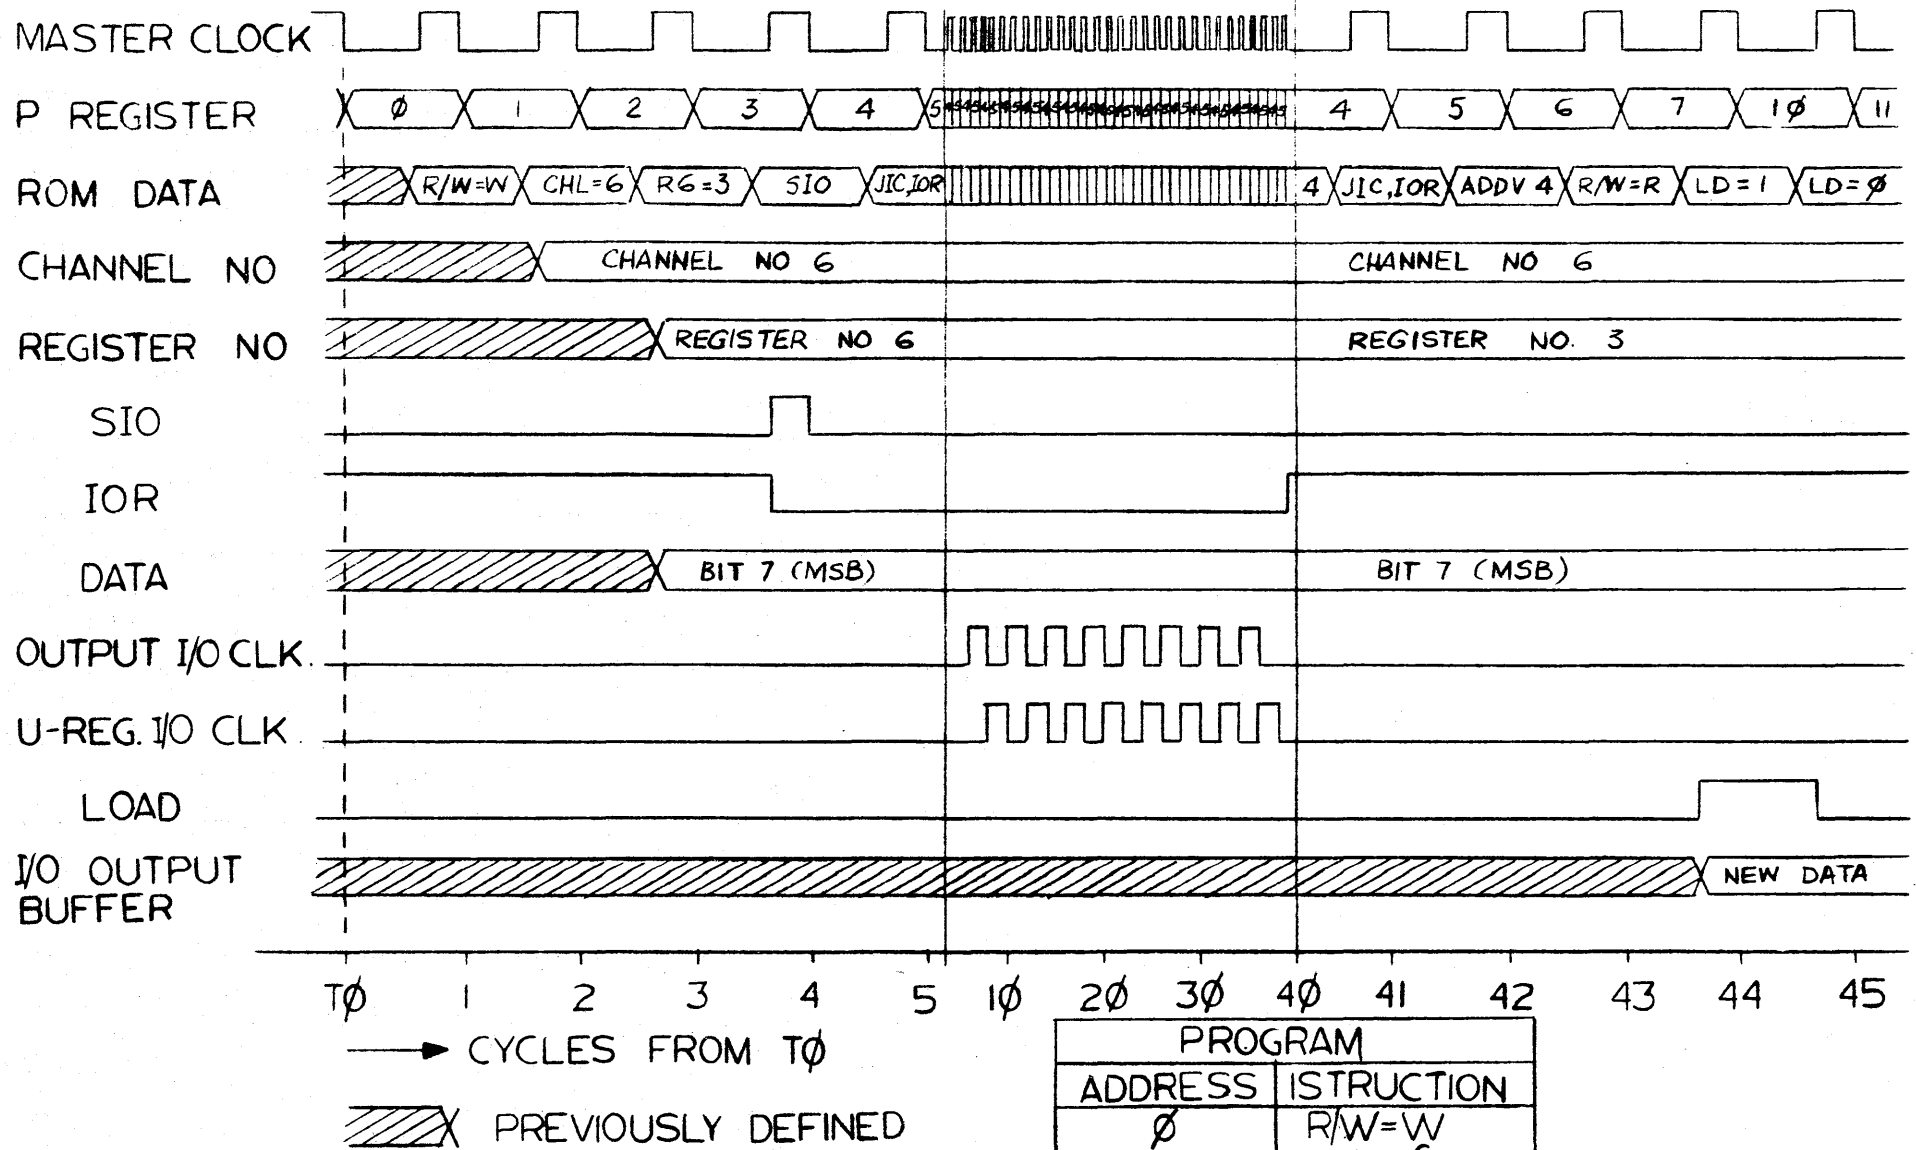 MASTER CLOCK
P REGISTER Ø 1 2 3 4 5 4 5 6 7 1Ø 11
ROM DATA R/W=W CHL=6 RG=3 SIO JIC,IOR 4 JIC,IOR ADDV 4 R/W=R LD=1 LD=Ø
CHANNEL NO CHANNEL NO 6 CHANNEL NO 6
REGISTER NO REGISTER NO 6 REGISTER NO. 3
SIO
IOR
DATA BIT 7 (MSB) BIT 7 (MSB)
OUTPUT I/O CLK.
U-REG. I/O CLK.
LOAD
I/O OUTPUT
BUFFER NEW DATA
TØ 1 2 3 4 5 1Ø 2Ø 3Ø 4Ø 41 42 43 44 45
CYCLES FROM TØ
PREVIOUSLY DEFINED
PROGRAM
ADDRESS ISTRUCTION
Ø R/W=W